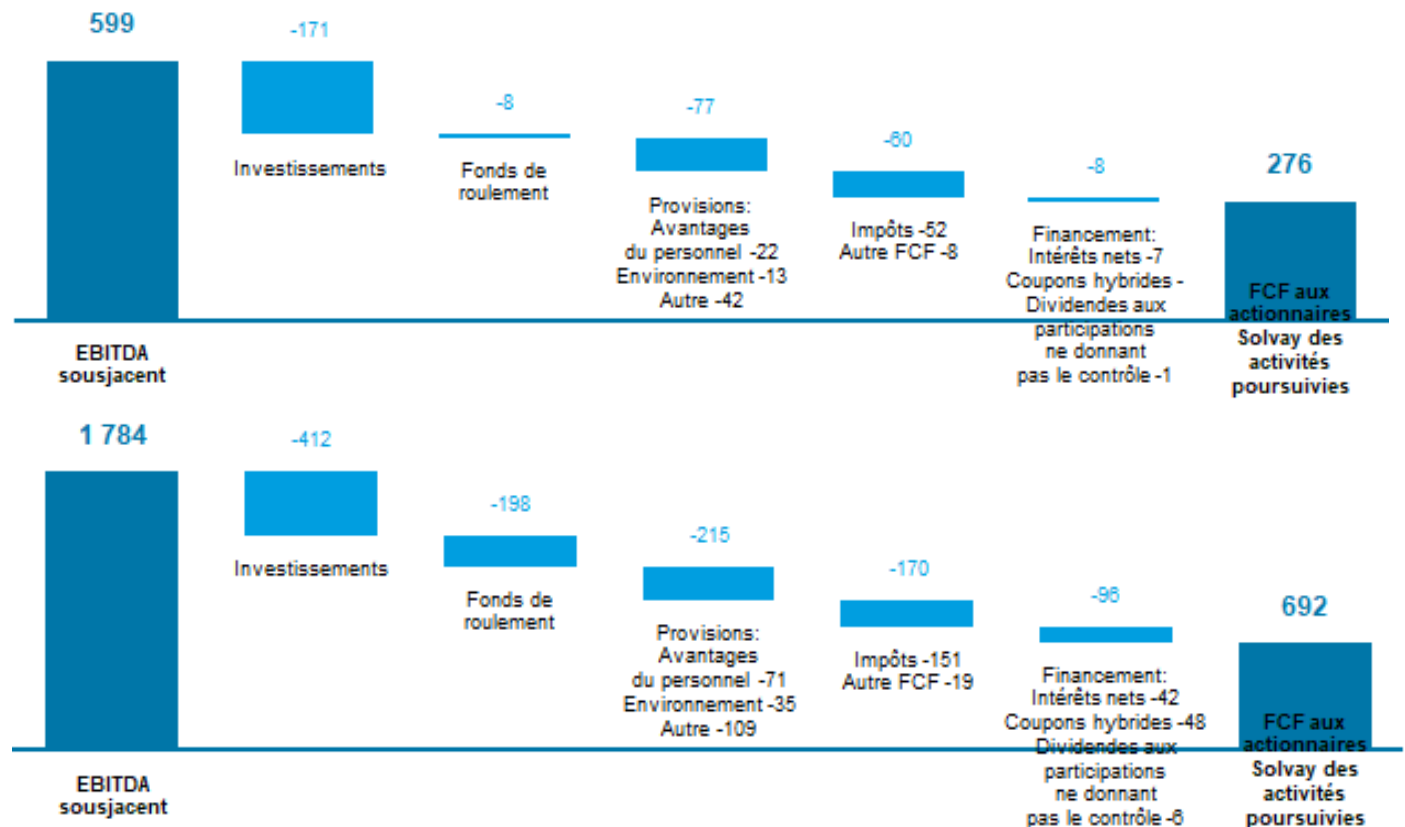 599
-171
Investissements
-8
Fonds de
roulement
-77
Provisions:
Avantages
du personnel -22
Environnement -13
Autre -42
-60
Impôts -52
Autre FCF -8
-8
Financement:
Intérêts nets -7
Coupons hybrides -
Dividendes aux
participations
ne donnant
pas le contrôle -1
276
FCF aux
actionnaires
Solvay des
activités
poursuivies
EBITDA
sousjacent
1 784
-412
Investissements
-198
Fonds de
roulement
-215
Provisions:
Avantages
du personnel -71
Environnement -35
Autre -109
-170
Impôts -151
Autre FCF -19
-96
Financement:
Intérêts nets -42
Coupons hybrides -48
Dividendes aux
participations
ne donnant
pas le contrôle -6
692
FCF aux
actionnaires
Solvay des
activités
poursuivies
EBITDA
sousjacent